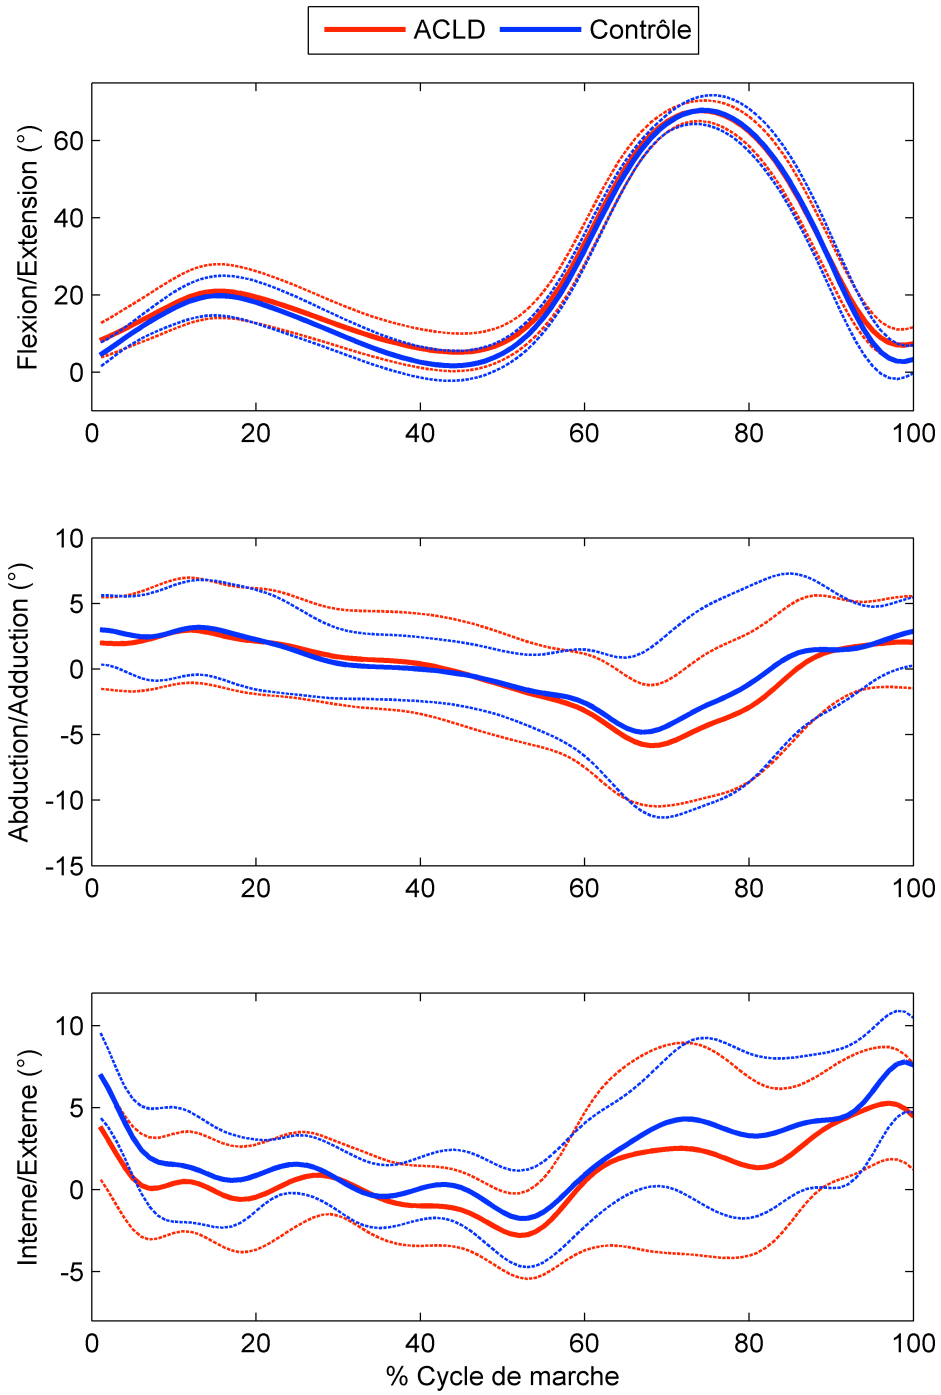 ACLD Contrôle
Flexion/Extension (°)
60
40
20
0
0 20 40 60 80 100
Abduction/Adduction (°)
10
5
0
-5
-10
-15
0 20 40 60 80 100
Interne/Externe (°)
10
5
0
-5
0 20 40 60 80 100
% Cycle de marche